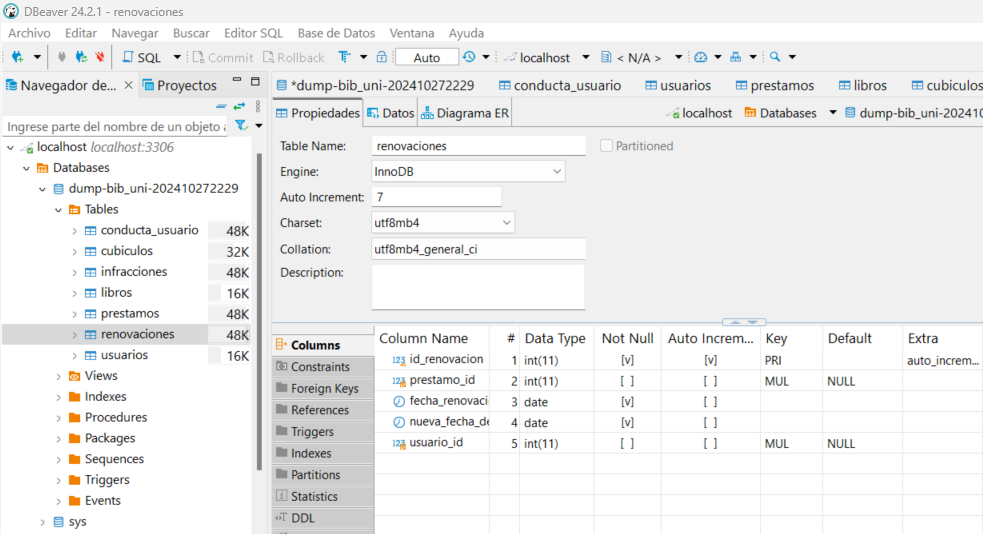 DBeaver 24.2.1 - renovaciones
Archivo Editar Navegar Buscar Editor SQL Base de Datos Ventana Ayuda
SQL Commit Rollback Auto localhost < N/A >
Navegador de... Proyectos
Ingrese parte del nombre de un objeto a
localhost localhost:3306
Databases
dump-bib_uni-202410272229
Tables
conducta_usuario 48K
cubiculos 32K
infracciones 48K
libros 16K
prestamos 48K
renovaciones 48K
usuarios 16K
Views
Indexes
Procedures
Packages
Sequences
Triggers
Events
sys
*dump-bib_uni-202410272229 conducta_usuario usuarios prestamos libros cubiculos
Propiedades Datos Diagrama ER localhost Databases dump-bib_uni-20241027
Table Name: renovaciones Partitioned
Engine: InnoDB
Auto Increment: 7
Charset: utf8mb4
Collation: utf8mb4_general_ci
Description:
Columns
Constraints
Foreign Keys
References
Triggers
Indexes
Partitions
Statistics
DDL
Column Name # Data Type Not Null Auto Increm... Key Default Extra
id_renovacion 1 int(11) [v] [v] PRI auto_increm...
prestamo_id 2 int(11) [ ] [ ] MUL NULL
fecha_renovaci 3 date [v] [ ]
nueva_fecha_de 4 date [v] [ ]
usuario_id 5 int(11) [ ] [ ] MUL NULL